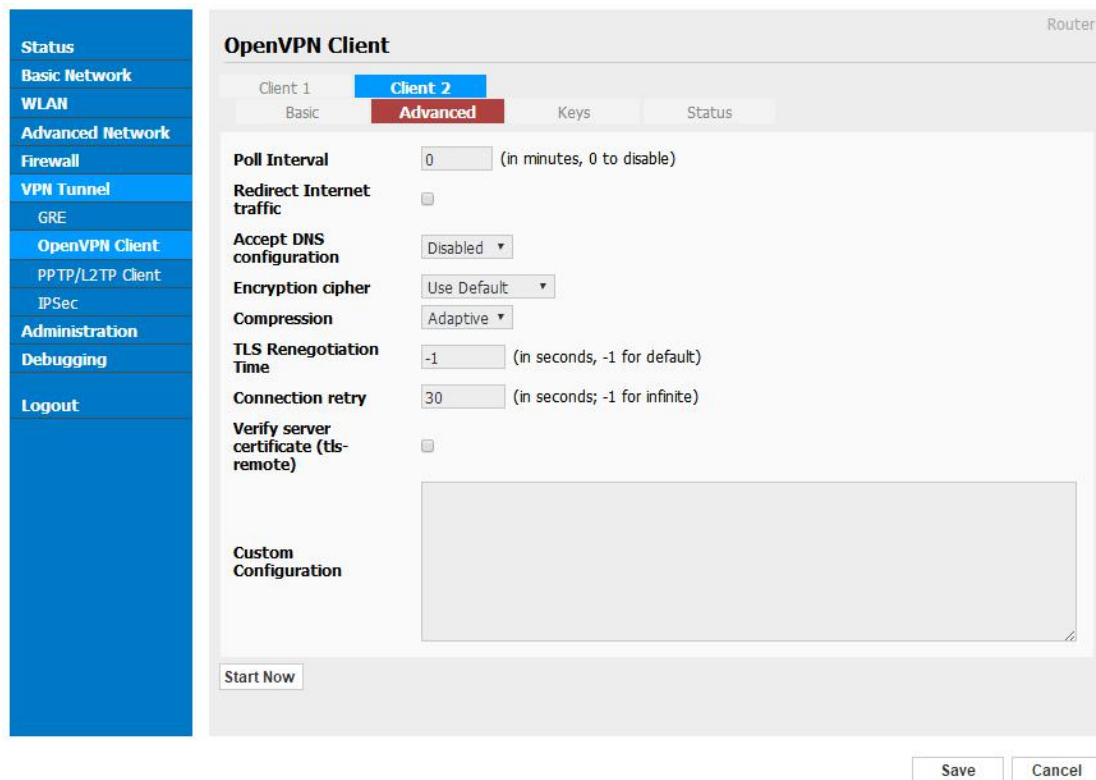 Router
Status
Basic Network
WLAN
Advanced Network
Firewall
VPN Tunnel
GRE
OpenVPN Client
PPTP/L2TP Client
IPSec
Administration
Debugging
Logout
OpenVPN Client
Client 1 Client 2
Basic Advanced Keys Status
Poll Interval 0 (in minutes, 0 to disable)
Redirect Internet
traffic
Accept DNS
configuration
Disabled
Encryption cipher Use Default
Compression Adaptive
TLS Renegotiation
Time
-1 (in seconds, -1 for default)
Connection retry 30 (in seconds; -1 for infinite)
Verify server
certificate (tls-
remote)
Custom
Configuration
Start Now
Save Cancel